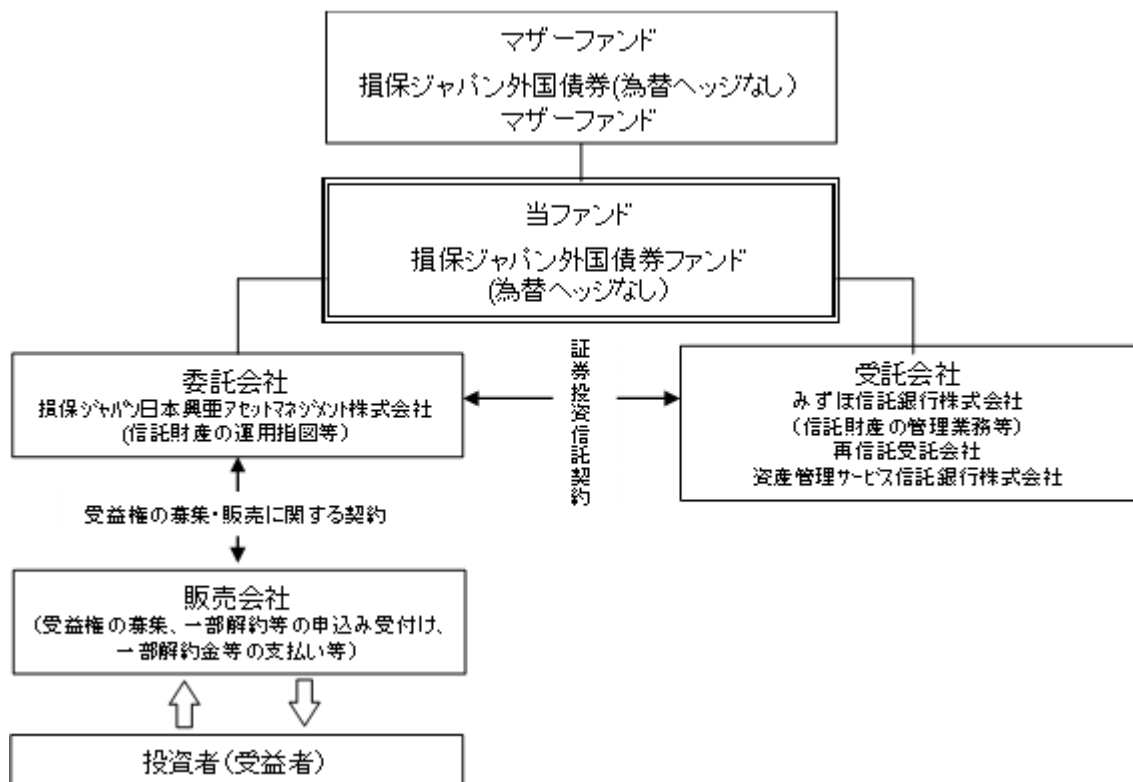 マザーファンド
損保ジャパン外国債券(為替ヘッジなし)
マザーファンド
当ファンド
損保ジャパン外国債券ファンド
(為替ヘッジなし)
委託会社
損保ジャパン日本興亜アセットマネジメント株式会社
(信託財産の運用指図等)
証券投資信託契約
受託会社
みずほ信託銀行株式会社
(信託財産の管理業務等)
再信託受託会社
資産管理サービス信託銀行株式会社
受益権の募集・販売に関する契約
販売会社
(受益権の募集、一部解約等の申込み受付け、
一部解約金等の支払い等)
投資者(受益者)